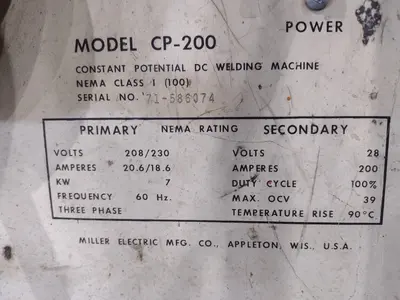 POWER
MODEL CP-200
CONSTANT POTENTIAL DC WELDING MACHINE
NEMA CLASS I (100)
SERIAL NO. 71-586074
PRIMARY NEMA RATING SECONDARY
VOLTS 208/230 VOLTS 28
AMPERES 20.6/18.6 AMPERES 200
KW 7 DUTY CYCLE 100%
FREQUENCY 60 Hz. MAX. OCV 39
THREE PHASE TEMPERATURE RISE 90°C
MILLER ELECTRIC MFG. CO., APPLETON, WIS., U.S.A.